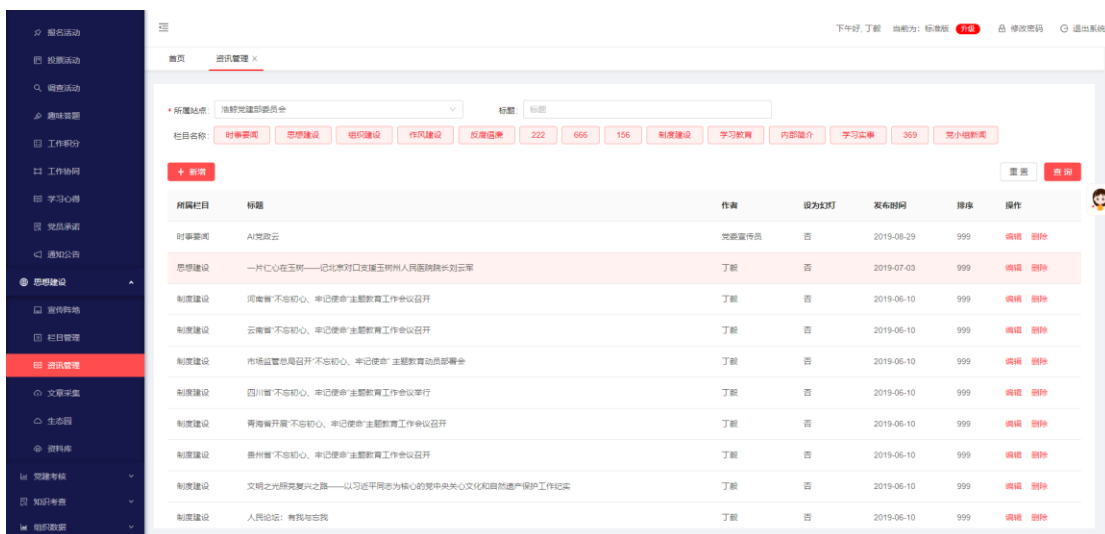 报名活动
投票活动
调查活动
趣味答题
工作积分
工作协同
学习心得
党员承诺
通知公告
思想建设
宣传阵地
栏目管理
资讯管理
文章采集
生态园
资料库
党建考核
知识考查
组织数据
下午好, 丁毅 当前为：标准版 升级 修改密码 退出系统
首页 资讯管理 ×
* 所属站点: 浩鲸党建部委员会 标题: 标题
栏目名称: 时事要闻 思想建设 组织建设 作风建设 反腐倡廉 222 666 156 制度建设 学习教育 内部简介 学习实事 369 党小组新闻
+ 新增 重置 查询
所属栏目 标题 作者 设为幻灯 发布时间 排序 操作
时事要闻 AI党政云 党委宣传员 否 2019-08-29 999 编辑 删除
思想建设 一片仁心在玉树——记北京对口支援玉树州人民医院院长刘云军 丁毅 否 2019-07-03 999 编辑 删除
制度建设 河南省“不忘初心、牢记使命”主题教育工作会议召开 丁毅 否 2019-06-10 999 编辑 删除
制度建设 云南省“不忘初心、牢记使命”主题教育工作会议召开 丁毅 否 2019-06-10 999 编辑 删除
制度建设 市场监管总局召开“不忘初心、牢记使命” 主题教育动员部署会 丁毅 否 2019-06-10 999 编辑 删除
制度建设 四川省“不忘初心、牢记使命”主题教育工作会议举行 丁毅 否 2019-06-10 999 编辑 删除
制度建设 青海省开展“不忘初心、牢记使命”主题教育工作会议召开 丁毅 否 2019-06-10 999 编辑 删除
制度建设 贵州省“不忘初心、牢记使命”主题教育工作会议召开 丁毅 否 2019-06-10 999 编辑 删除
制度建设 文明之光照亮复兴之路——以习近平同志为核心的党中央关心文化和自然遗产保护工作纪实 丁毅 否 2019-06-10 999 编辑 删除
制度建设 人民论坛：有我与忘我 丁毅 否 2019-06-10 999 编辑 删除